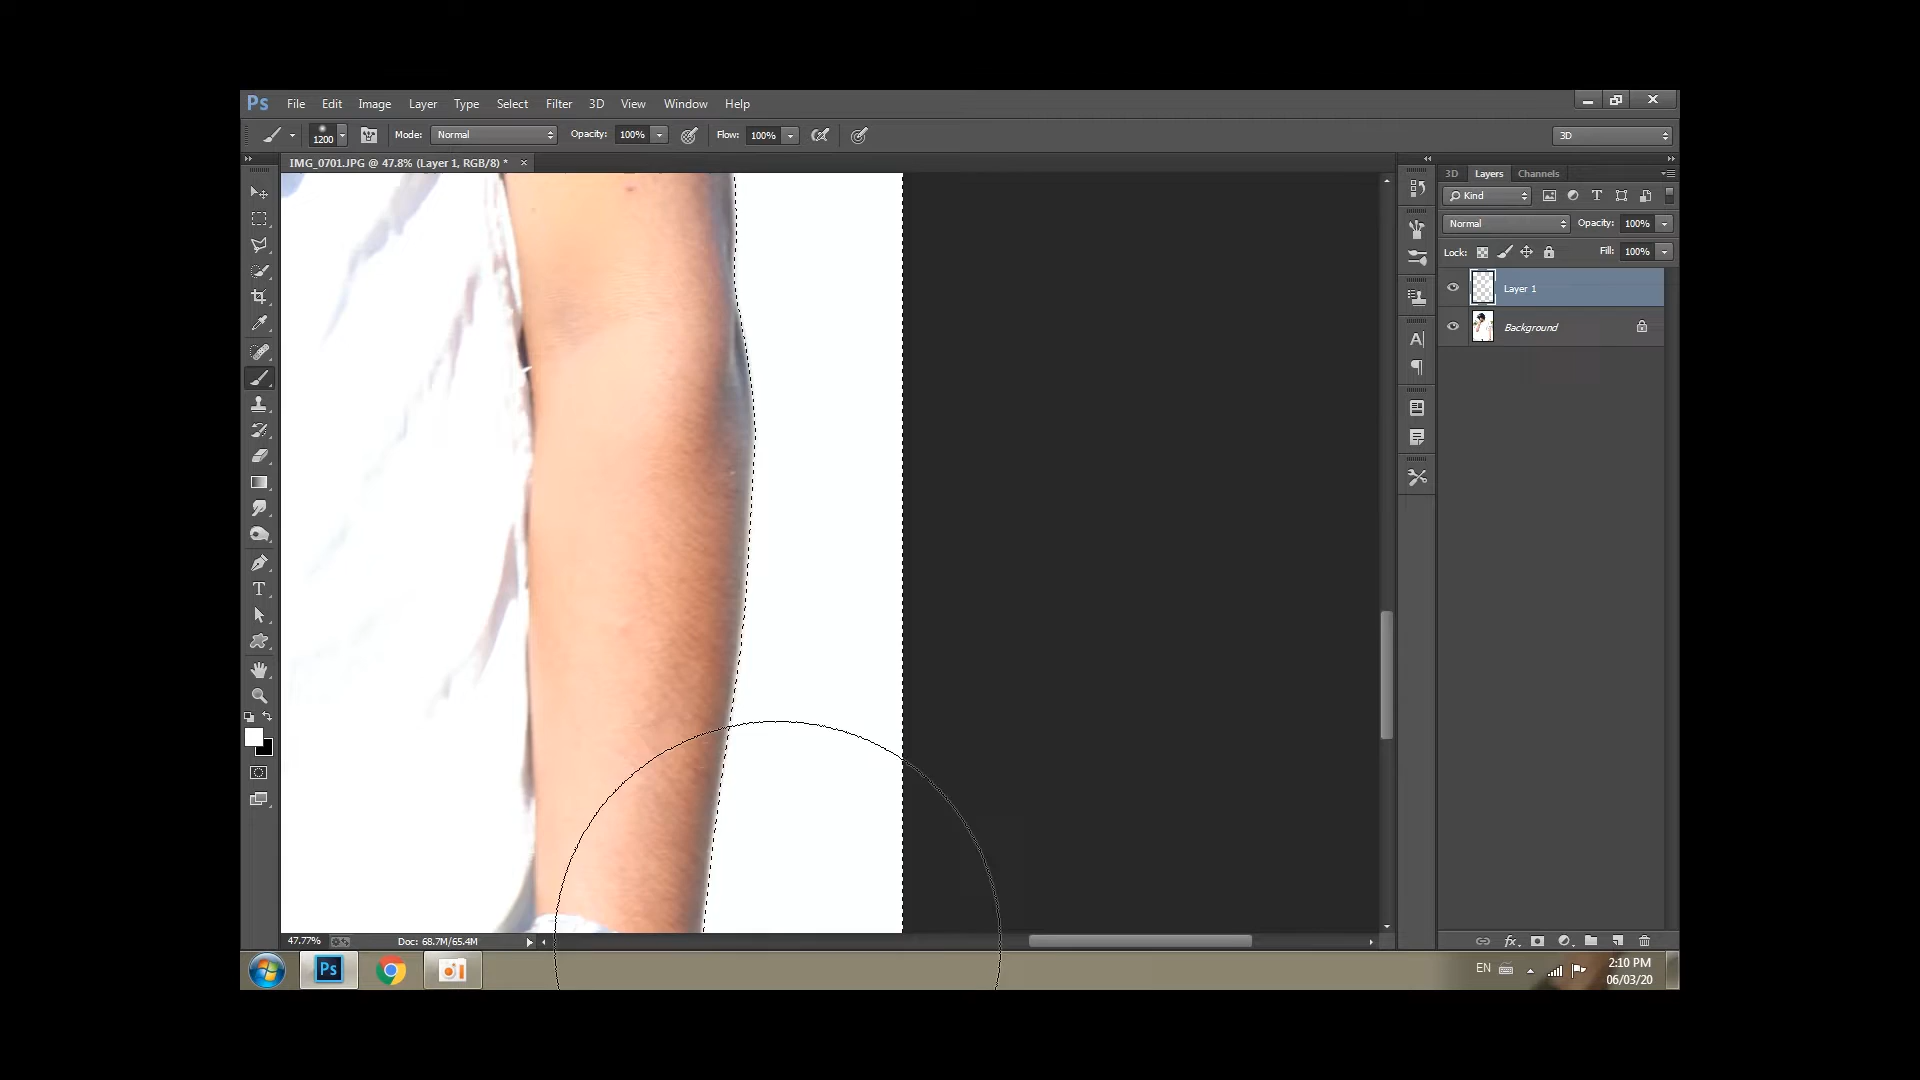 Ps File Edit Image Layer Type Select Filter 3D View Window Help
1200 Mode: Normal Opacity: 100% Flow: 100% 3D
IMG_0701.JPG @ 47.8% (Layer 1, RGB/8) *
3D Layers Channels
Kind
Normal Opacity: 100%
Lock: Fill: 100%
Layer 1
Background
47.77% Doc: 68.7M/65.4M
Ps EN 2:10 PM
06/03/20